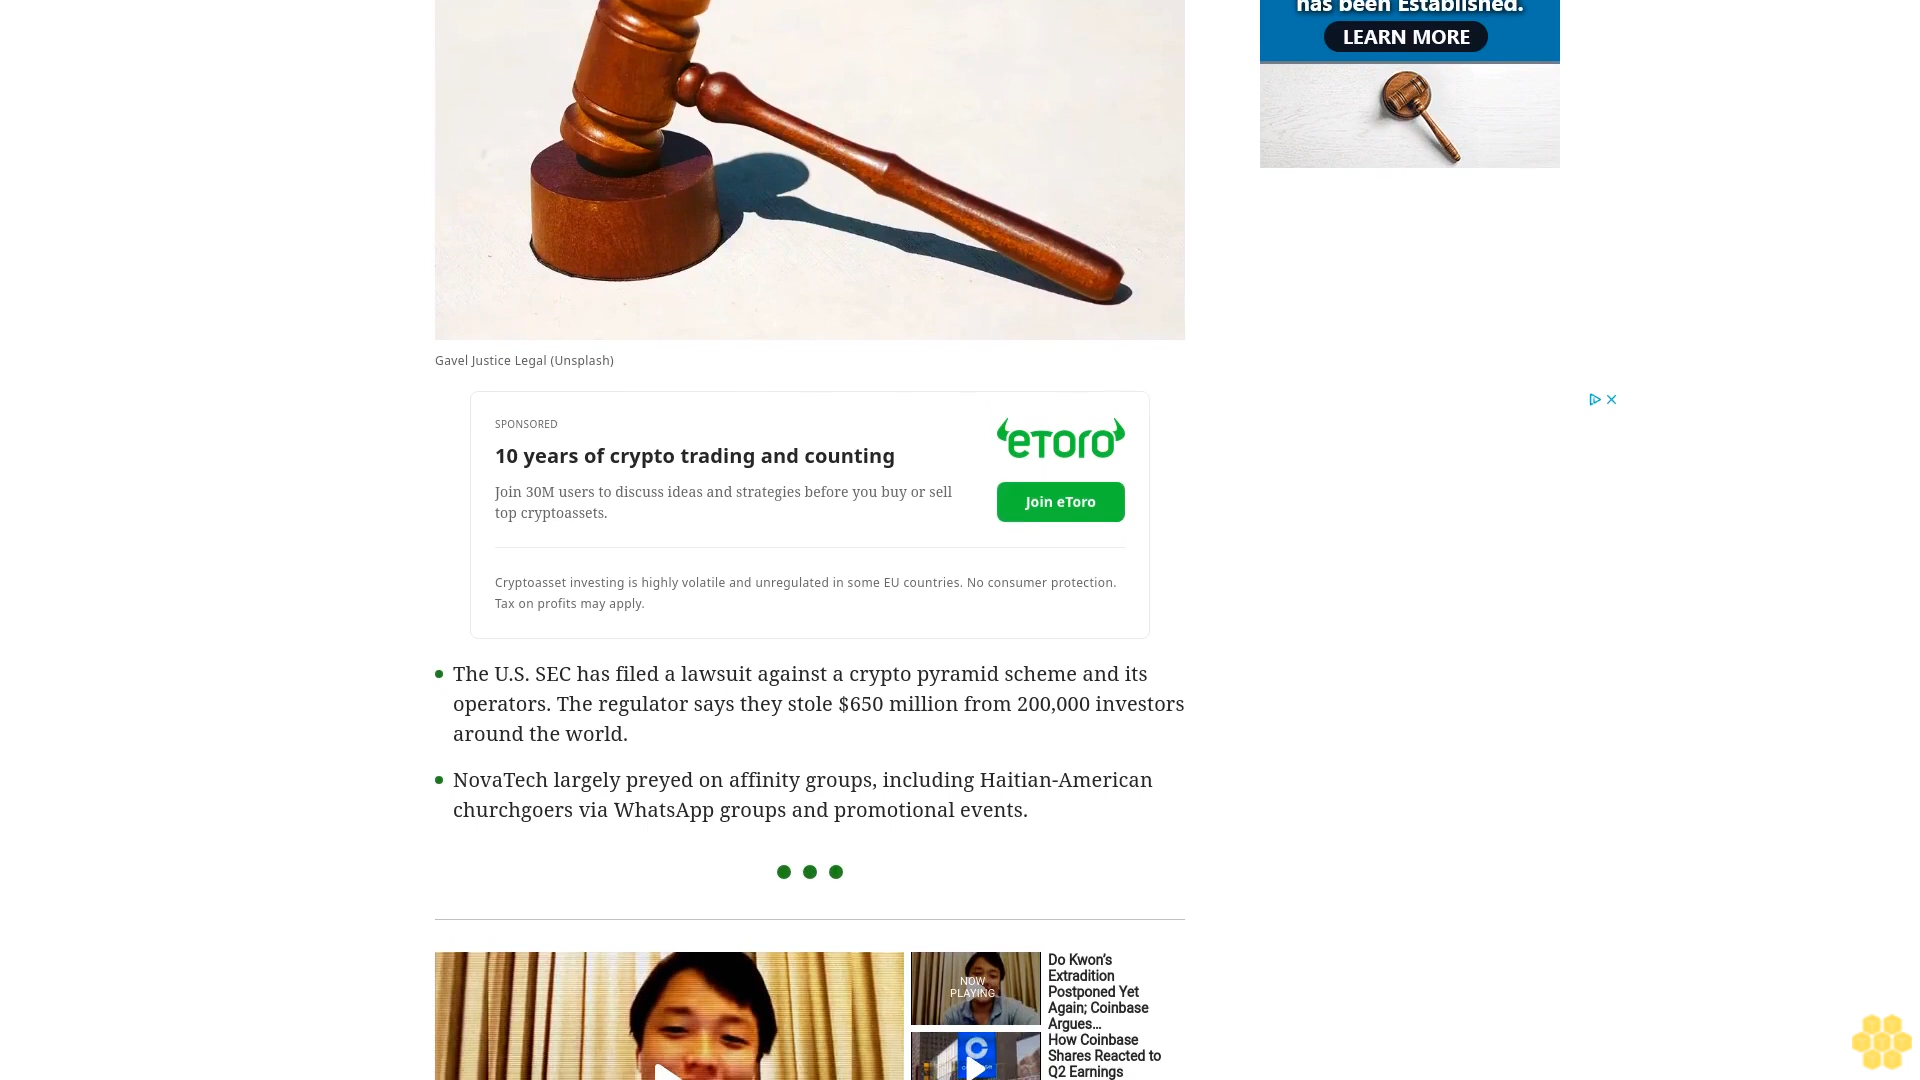 has been Established.
LEARN MORE
Gavel Justice Legal (Unsplash)
SPONSORED
10 years of crypto trading and counting
Join 30M users to discuss ideas and strategies before you buy or sell
top cryptoassets.
eToro
Join eToro
Cryptoasset investing is highly volatile and unregulated in some EU countries. No consumer protection.
Tax on profits may apply.
The U.S. SEC has filed a lawsuit against a crypto pyramid scheme and its
operators. The regulator says they stole $650 million from 200,000 investors
around the world.
NovaTech largely preyed on affinity groups, including Haitian-American
churchgoers via WhatsApp groups and promotional events.
NOW
PLAYING
Do Kwon's
Extradition
Postponed Yet
Again; Coinbase
Argues...
How Coinbase
Shares Reacted to
Q2 Earnings